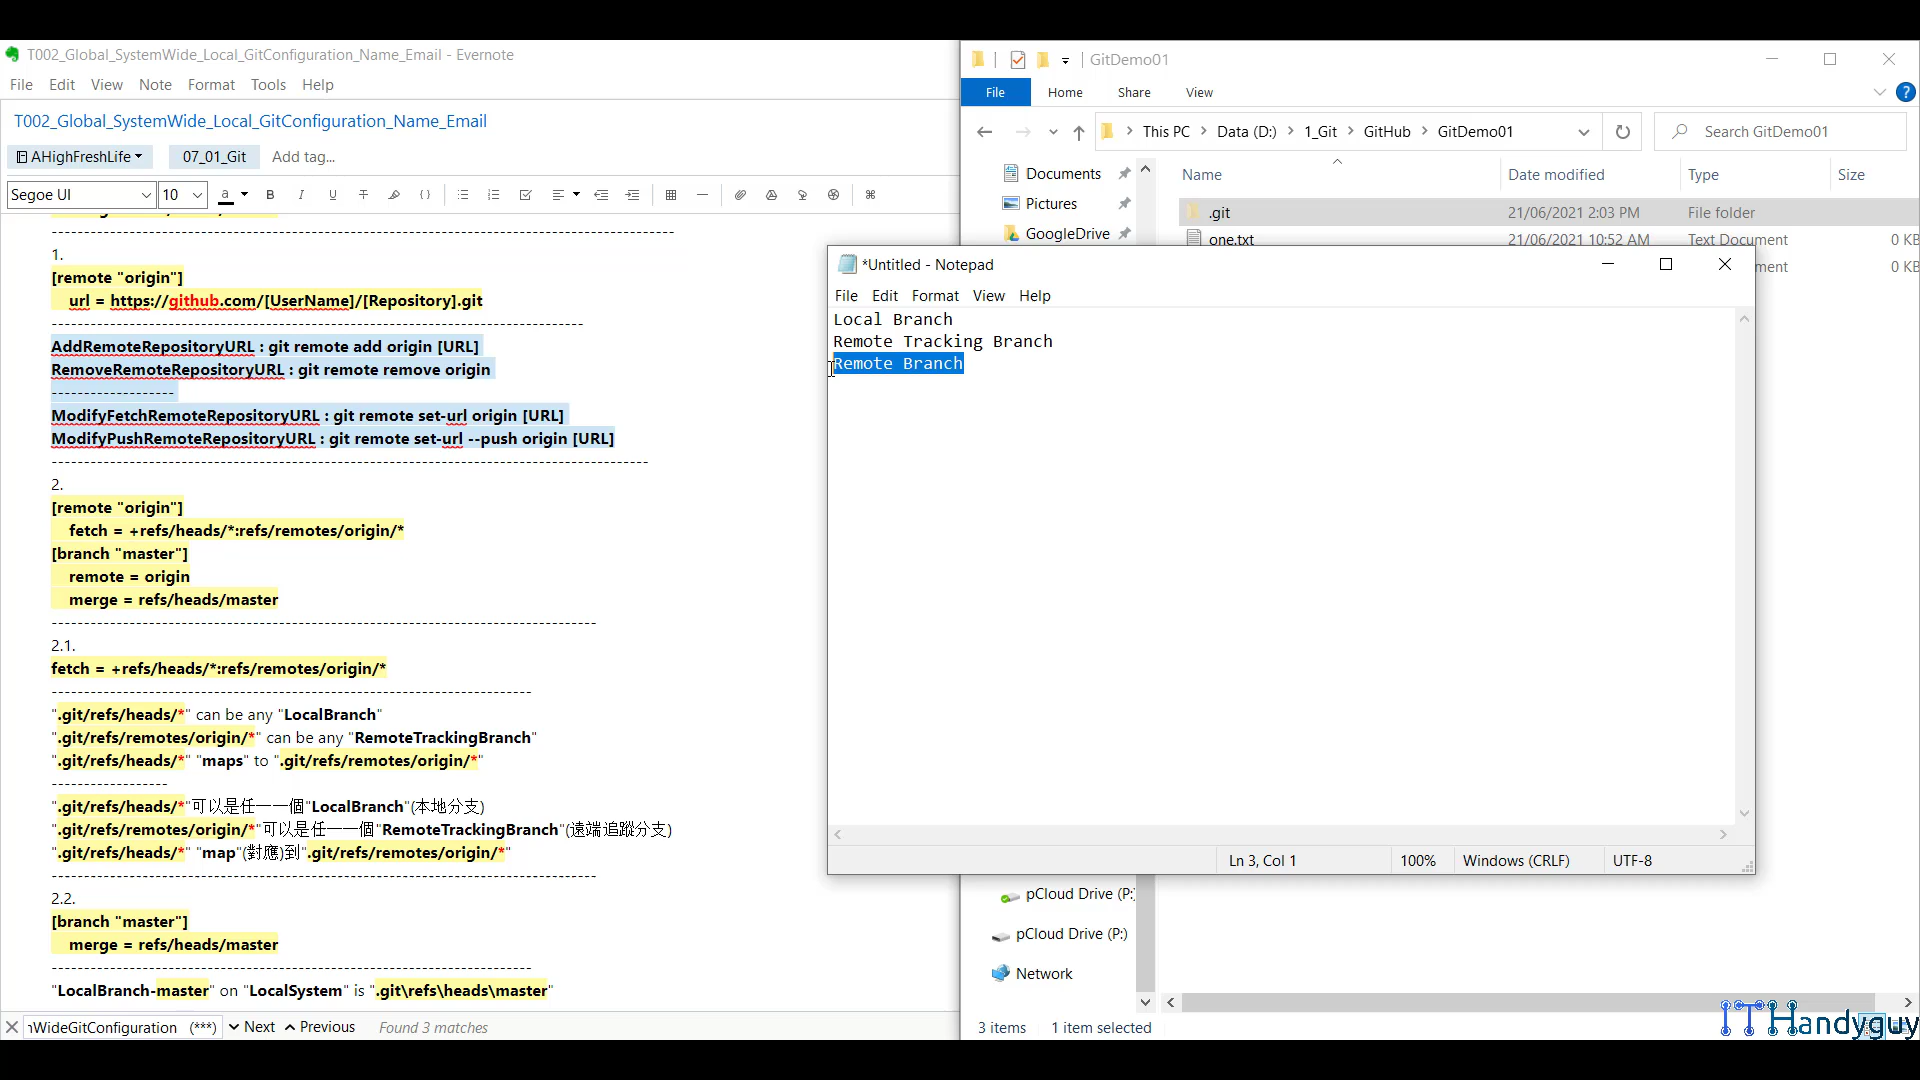 T002_Global_SystemWide_Local_GitConfiguration_Name_Email - Evernote
File Edit View Note Format Tools Help
T002_Global_SystemWide_Local_GitConfiguration_Name_Email
AHighFreshLife 07_01_Git Add tag...
Segoe UI 10
-------------------------------------------------------------------------------
1.
[remote "origin"]
url = https://github.com/[UserName]/[Repository].git
--------------------------------------------------------------------
AddRemoteRepositoryURL : git remote add origin [URL]
RemoveRemoteRepositoryURL : git remote remove origin
------------------
ModifyFetchRemoteRepositoryURL : git remote set-url origin [URL]
ModifyPushRemoteRepositoryURL : git remote set-url --push origin [URL]
----------------------------------------------------------------------------
2.
[remote "origin"]
fetch = +refs/heads/*:refs/remotes/origin/*
[branch "master"]
remote = origin
merge = refs/heads/master
---------------------------------------------------------------------
2.1.
fetch = +refs/heads/*:refs/remotes/origin/*
-------------------------------------------------------------
".git/refs/heads/*" can be any "LocalBranch"
".git/refs/remotes/origin/*" can be any "RemoteTrackingBranch"
".git/refs/heads/*" "maps" to ".git/refs/remotes/origin/*"
-----------------
".git/refs/heads/*"可以是任一一個"LocalBranch"(本地分支)
".git/refs/remotes/origin/*"可以是任一一個"RemoteTrackingBranch"(遠端追蹤分支)
".git/refs/heads/*" "map"(對應)到".git/refs/remotes/origin/*"
---------------------------------------------------------------------
2.2.
[branch "master"]
merge = refs/heads/master
-------------------------------------------------------------
"LocalBranch-master" on "LocalSystem" is ".git\refs\heads\master"
WideGitConfiguration (***) Next Previous Found 3 matches
GitDemo01
File Home Share View
This PC > Data (D:) > 1_Git > GitHub > GitDemo01 Search GitDemo01
Documents
Pictures
GoogleDrive
Name Date modified Type Size
.git 21/06/2021 2:03 PM File folder
one.txt 21/06/2021 10:52 AM Text Document 0 KB
ment 0 KB
*Untitled - Notepad
File Edit Format View Help
Local Branch
Remote Tracking Branch
Remote Branch
Ln 3, Col 1 100% Windows (CRLF) UTF-8
pCloud Drive (P:)
pCloud Drive (P:)
Network
3 items 1 item selected
IT Handyguy